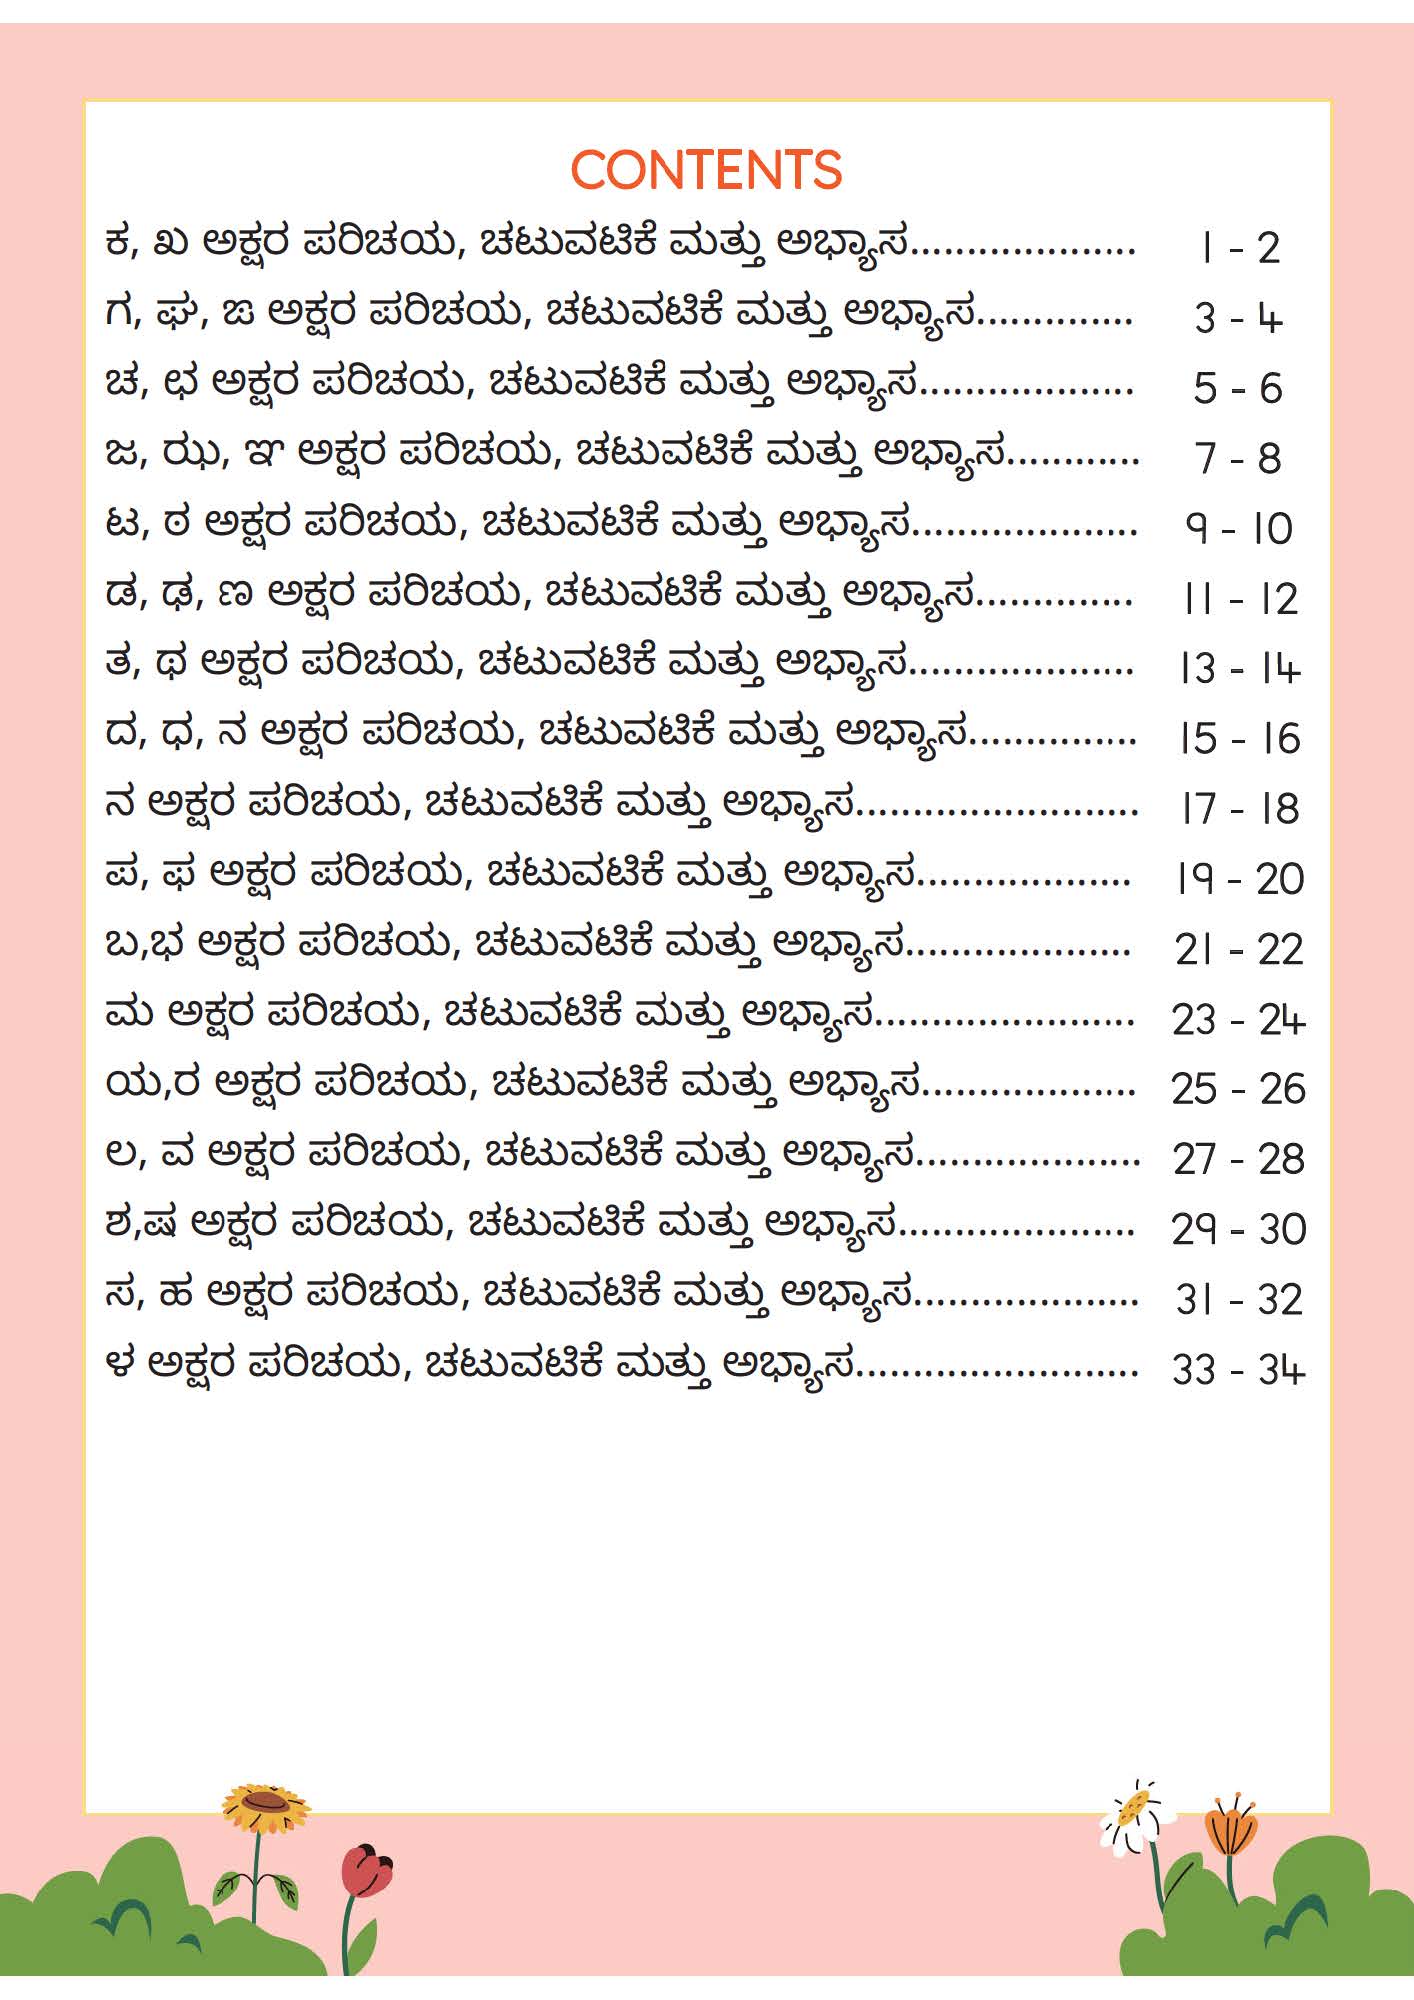 CONTENTS
ಕ, ಖ ಅಕ್ಷರ ಪರಿಚಯ, ಚಟುವಟಿಕೆ ಮತ್ತು ಅಭ್ಯಾಸ.................... 1 - 2
ಗ, ಘ, ಙ ಅಕ್ಷರ ಪರಿಚಯ, ಚಟುವಟಿಕೆ ಮತ್ತು ಅಭ್ಯಾಸ.............. 3 - 4
ಚ, ಛ ಅಕ್ಷರ ಪರಿಚಯ, ಚಟುವಟಿಕೆ ಮತ್ತು ಅಭ್ಯಾಸ................... 5 - 6
ಜ, ಝ, ಞ ಅಕ್ಷರ ಪರಿಚಯ, ಚಟುವಟಿಕೆ ಮತ್ತು ಅಭ್ಯಾಸ............ 7 - 8
ಟ, ಠ ಅಕ್ಷರ ಪರಿಚಯ, ಚಟುವಟಿಕೆ ಮತ್ತು ಅಭ್ಯಾಸ.................... 9 - 10
ಡ, ಢ, ಣ ಅಕ್ಷರ ಪರಿಚಯ, ಚಟುವಟಿಕೆ ಮತ್ತು ಅಭ್ಯಾಸ.............. 11 - 12
ತ, ಥ ಅಕ್ಷರ ಪರಿಚಯ, ಚಟುವಟಿಕೆ ಮತ್ತು ಅಭ್ಯಾಸ.................... 13 - 14
ದ, ಧ, ನ ಅಕ್ಷರ ಪರಿಚಯ, ಚಟುವಟಿಕೆ ಮತ್ತು ಅಭ್ಯಾಸ............... 15 - 16
ನ ಅಕ್ಷರ ಪರಿಚಯ, ಚಟುವಟಿಕೆ ಮತ್ತು ಅಭ್ಯಾಸ......................... 17 - 18
ಪ, ಫ ಅಕ್ಷರ ಪರಿಚಯ, ಚಟುವಟಿಕೆ ಮತ್ತು ಅಭ್ಯಾಸ................... 19 - 20
ಬ,ಭ ಅಕ್ಷರ ಪರಿಚಯ, ಚಟುವಟಿಕೆ ಮತ್ತು ಅಭ್ಯಾಸ.................... 21 - 22
ಮ ಅಕ್ಷರ ಪರಿಚಯ, ಚಟುವಟಿಕೆ ಮತ್ತು ಅಭ್ಯಾಸ....................... 23 - 24
ಯ,ರ ಅಕ್ಷರ ಪರಿಚಯ, ಚಟುವಟಿಕೆ ಮತ್ತು ಅಭ್ಯಾಸ................... 25 - 26
ಲ, ವ ಅಕ್ಷರ ಪರಿಚಯ, ಚಟುವಟಿಕೆ ಮತ್ತು ಅಭ್ಯಾಸ.................... 27 - 28
ಶ,ಷ ಅಕ್ಷರ ಪರಿಚಯ, ಚಟುವಟಿಕೆ ಮತ್ತು ಅಭ್ಯಾಸ..................... 29 - 30
ಸ, ಹ ಅಕ್ಷರ ಪರಿಚಯ, ಚಟುವಟಿಕೆ ಮತ್ತು ಅಭ್ಯಾಸ.................... 31 - 32
ಳ ಅಕ್ಷರ ಪರಿಚಯ, ಚಟುವಟಿಕೆ ಮತ್ತು ಅಭ್ಯಾಸ......................... 33 - 34